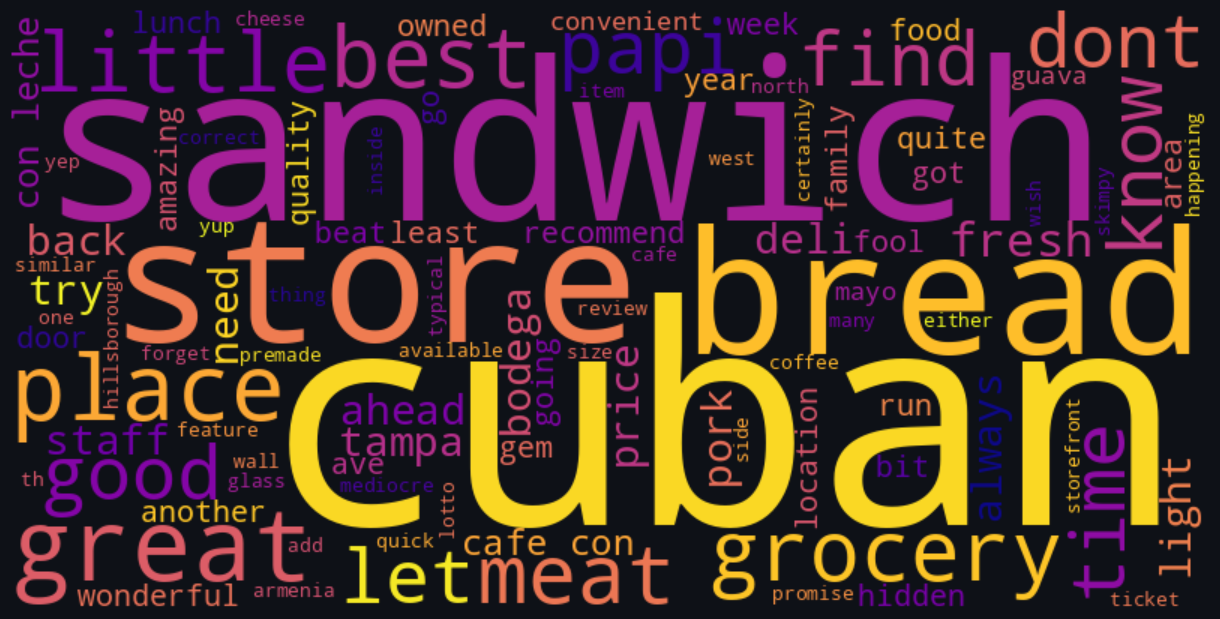 lunch
cheese
owned
convenient
week
food
dont
con leche
little
best
papi
year
north
find
guava
item
go
sandwich
know
amazing
correct
quality
inside
certainly
family
quite
happening
yep
west
got
area
wish
skimpy
yup
back
beat
least
recommend
deli
fool
fresh
cafe
similar
try
hillsborough
need
store
thing
typical
bread
mayo
one
review
many
either
door
forget
premade
available
bodega
going
size
coffee
place
cuban
ahead
price
pork
side
location
run
always
storefront
time
light
staff
feature
tampa
gem
good
wall
ave
bit
th
glass
mediocre
lotto
another
great
add
quick
cafe con
grocery
let
meat
wonderful
armenia
promise
hidden
ticket